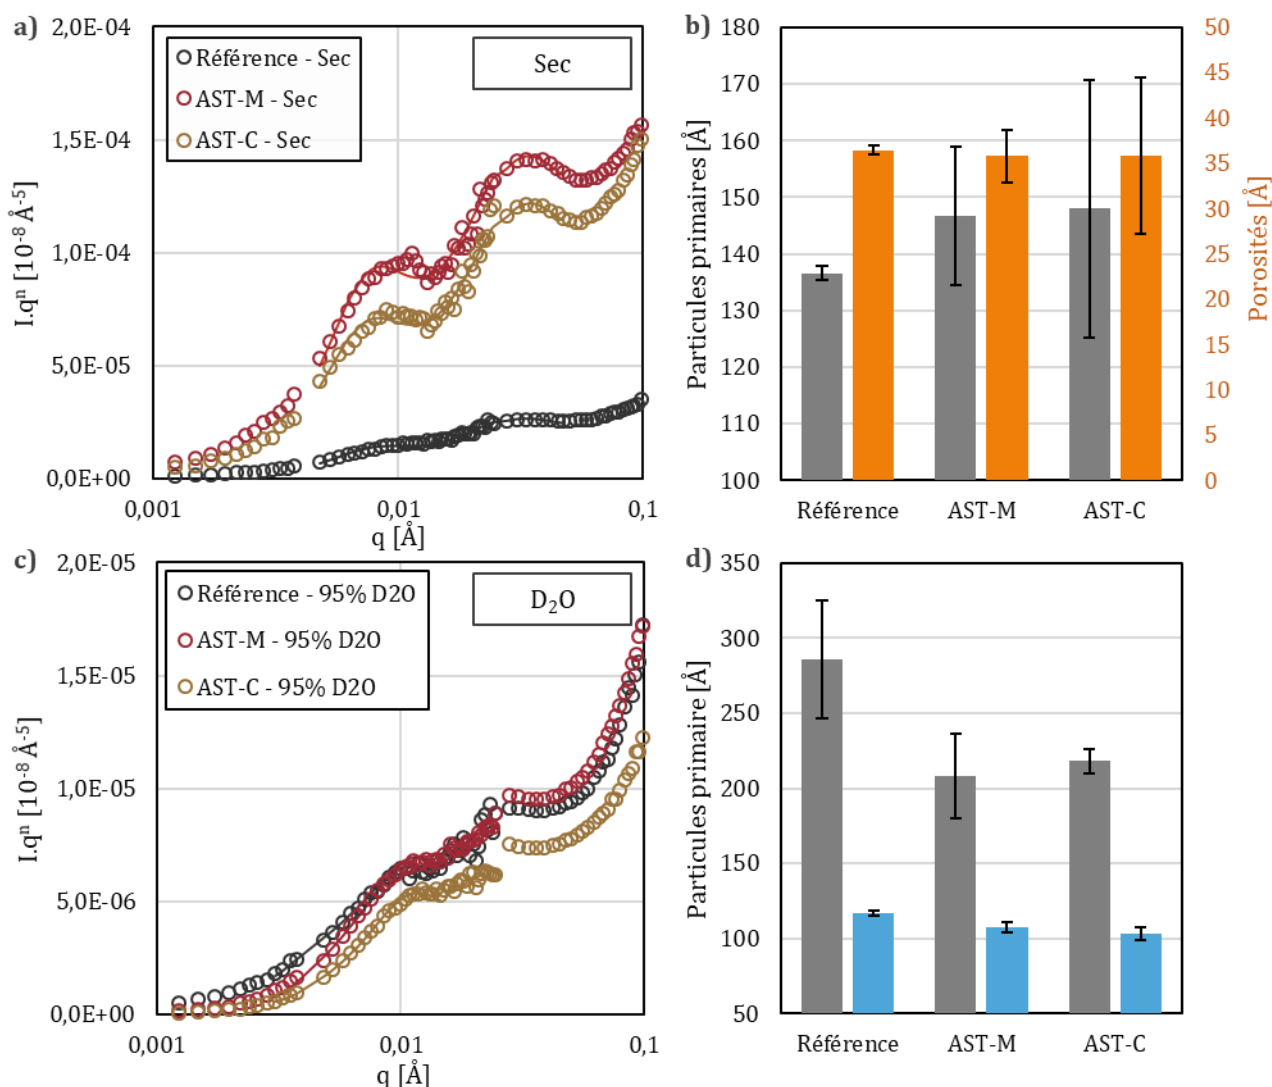 a)
2,0E-04
1,5E-04
1,0E-04
5,0E-05
0,0E+00
I.qⁿ [10⁻⁸ Å⁻⁵]
Référence - Sec
AST-M - Sec
AST-C - Sec
Sec
0,001
0,01
0,1
q [Å]
b)
180
170
160
150
140
130
120
110
100
Particules primaires [Å]
50
45
40
35
30
25
20
15
10
5
0
Porosités [Å]
Référence
AST-M
AST-C
c)
2,0E-05
1,5E-05
1,0E-05
5,0E-06
0,0E+00
I.qⁿ [10⁻⁸ Å⁻⁵]
Référence - 95% D2O
AST-M - 95% D2O
AST-C - 95% D2O
D₂O
0,001
0,01
0,1
q [Å]
d)
350
300
250
200
150
100
50
Particules primaire [Å]
Référence
AST-M
AST-C